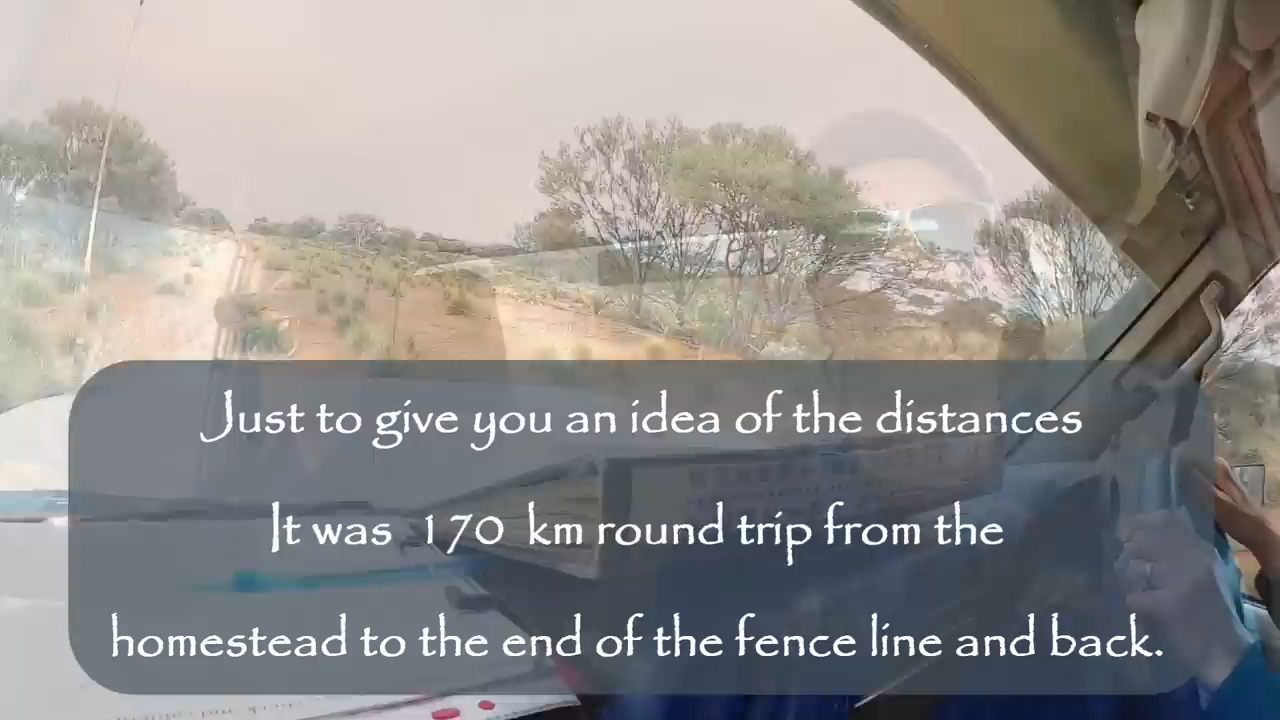 Just to give you an idea of the distances
It was 170 km round trip from the
homestead to the end of the fence line and back.